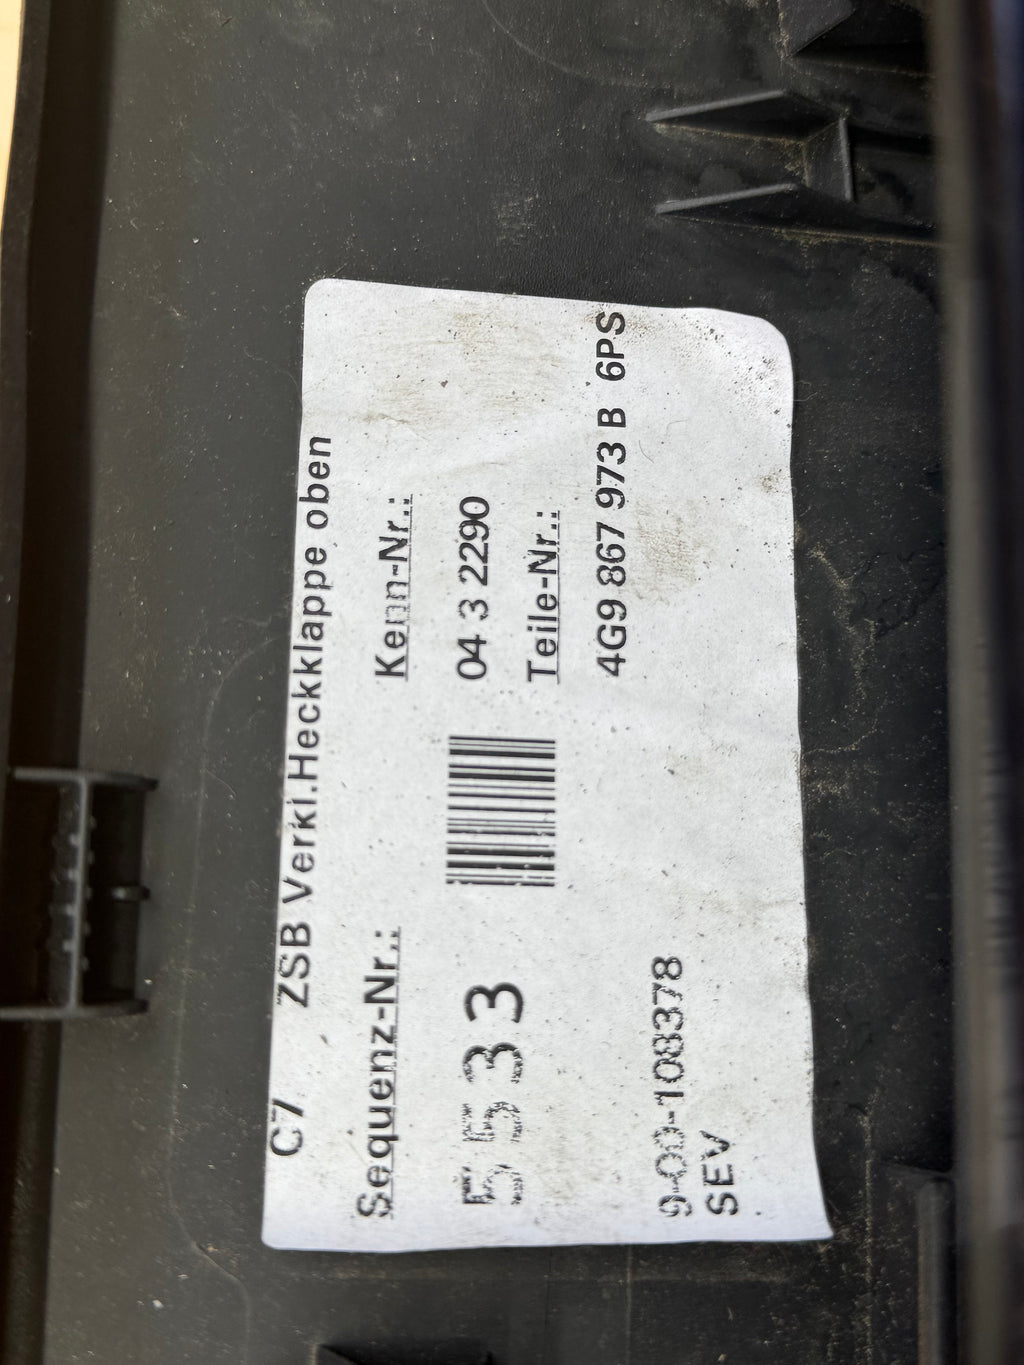 C7 ZSB Verkl.Heckklappe oben
Sequenz-Nr.:
Kenn-Nr.:
5533
04 3 2290
Teile-Nr.:
4G9 867 973 B 6PS
9-00-108378
SEV